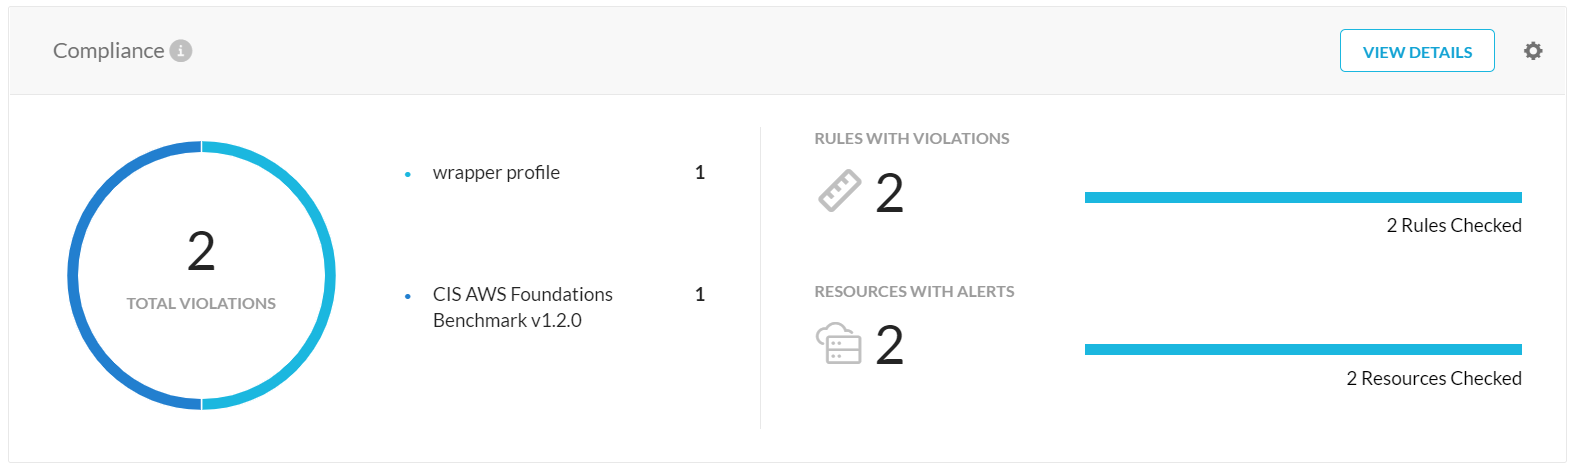 Compliance
VIEW DETAILS
2
TOTAL VIOLATIONS
wrapper profile 1
CIS AWS Foundations 1
Benchmark v1.2.0
RULES WITH VIOLATIONS
2
2 Rules Checked
RESOURCES WITH ALERTS
2
2 Resources Checked